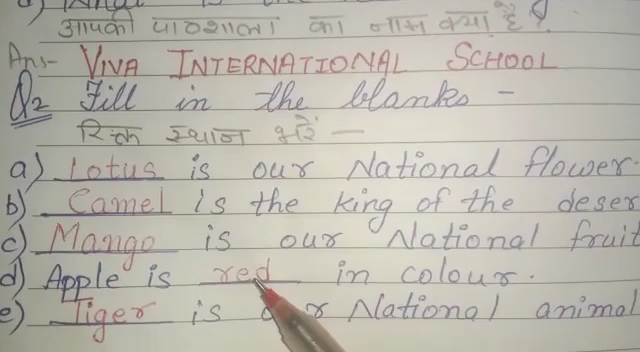 आपकी पाठशाला का नाम क्या है?
Ans- VIVA INTERNATIONAL SCHOOL
Q2 Fill in the blanks -
रिक्त स्थान भरें -
a) Lotus is our National flower.
b) Camel is the king of the deser
c) Mango is our National fruit
d) Apple is red in colour.
e) Tiger is our National animal